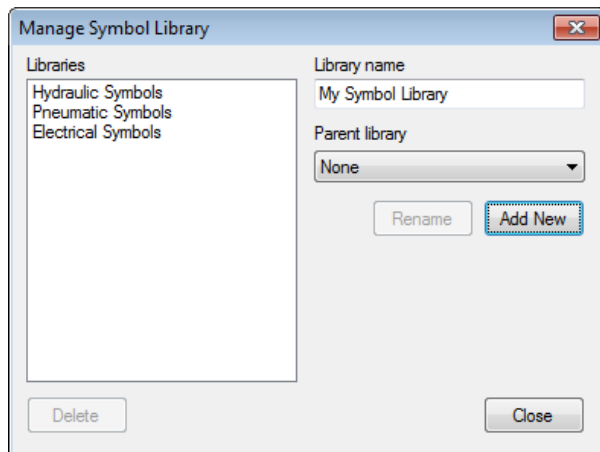 Manage Symbol Library
Libraries
Hydraulic Symbols
Pneumatic Symbols
Electrical Symbols
Library name
My Symbol Library
Parent library
None
Rename
Add New
Delete
Close